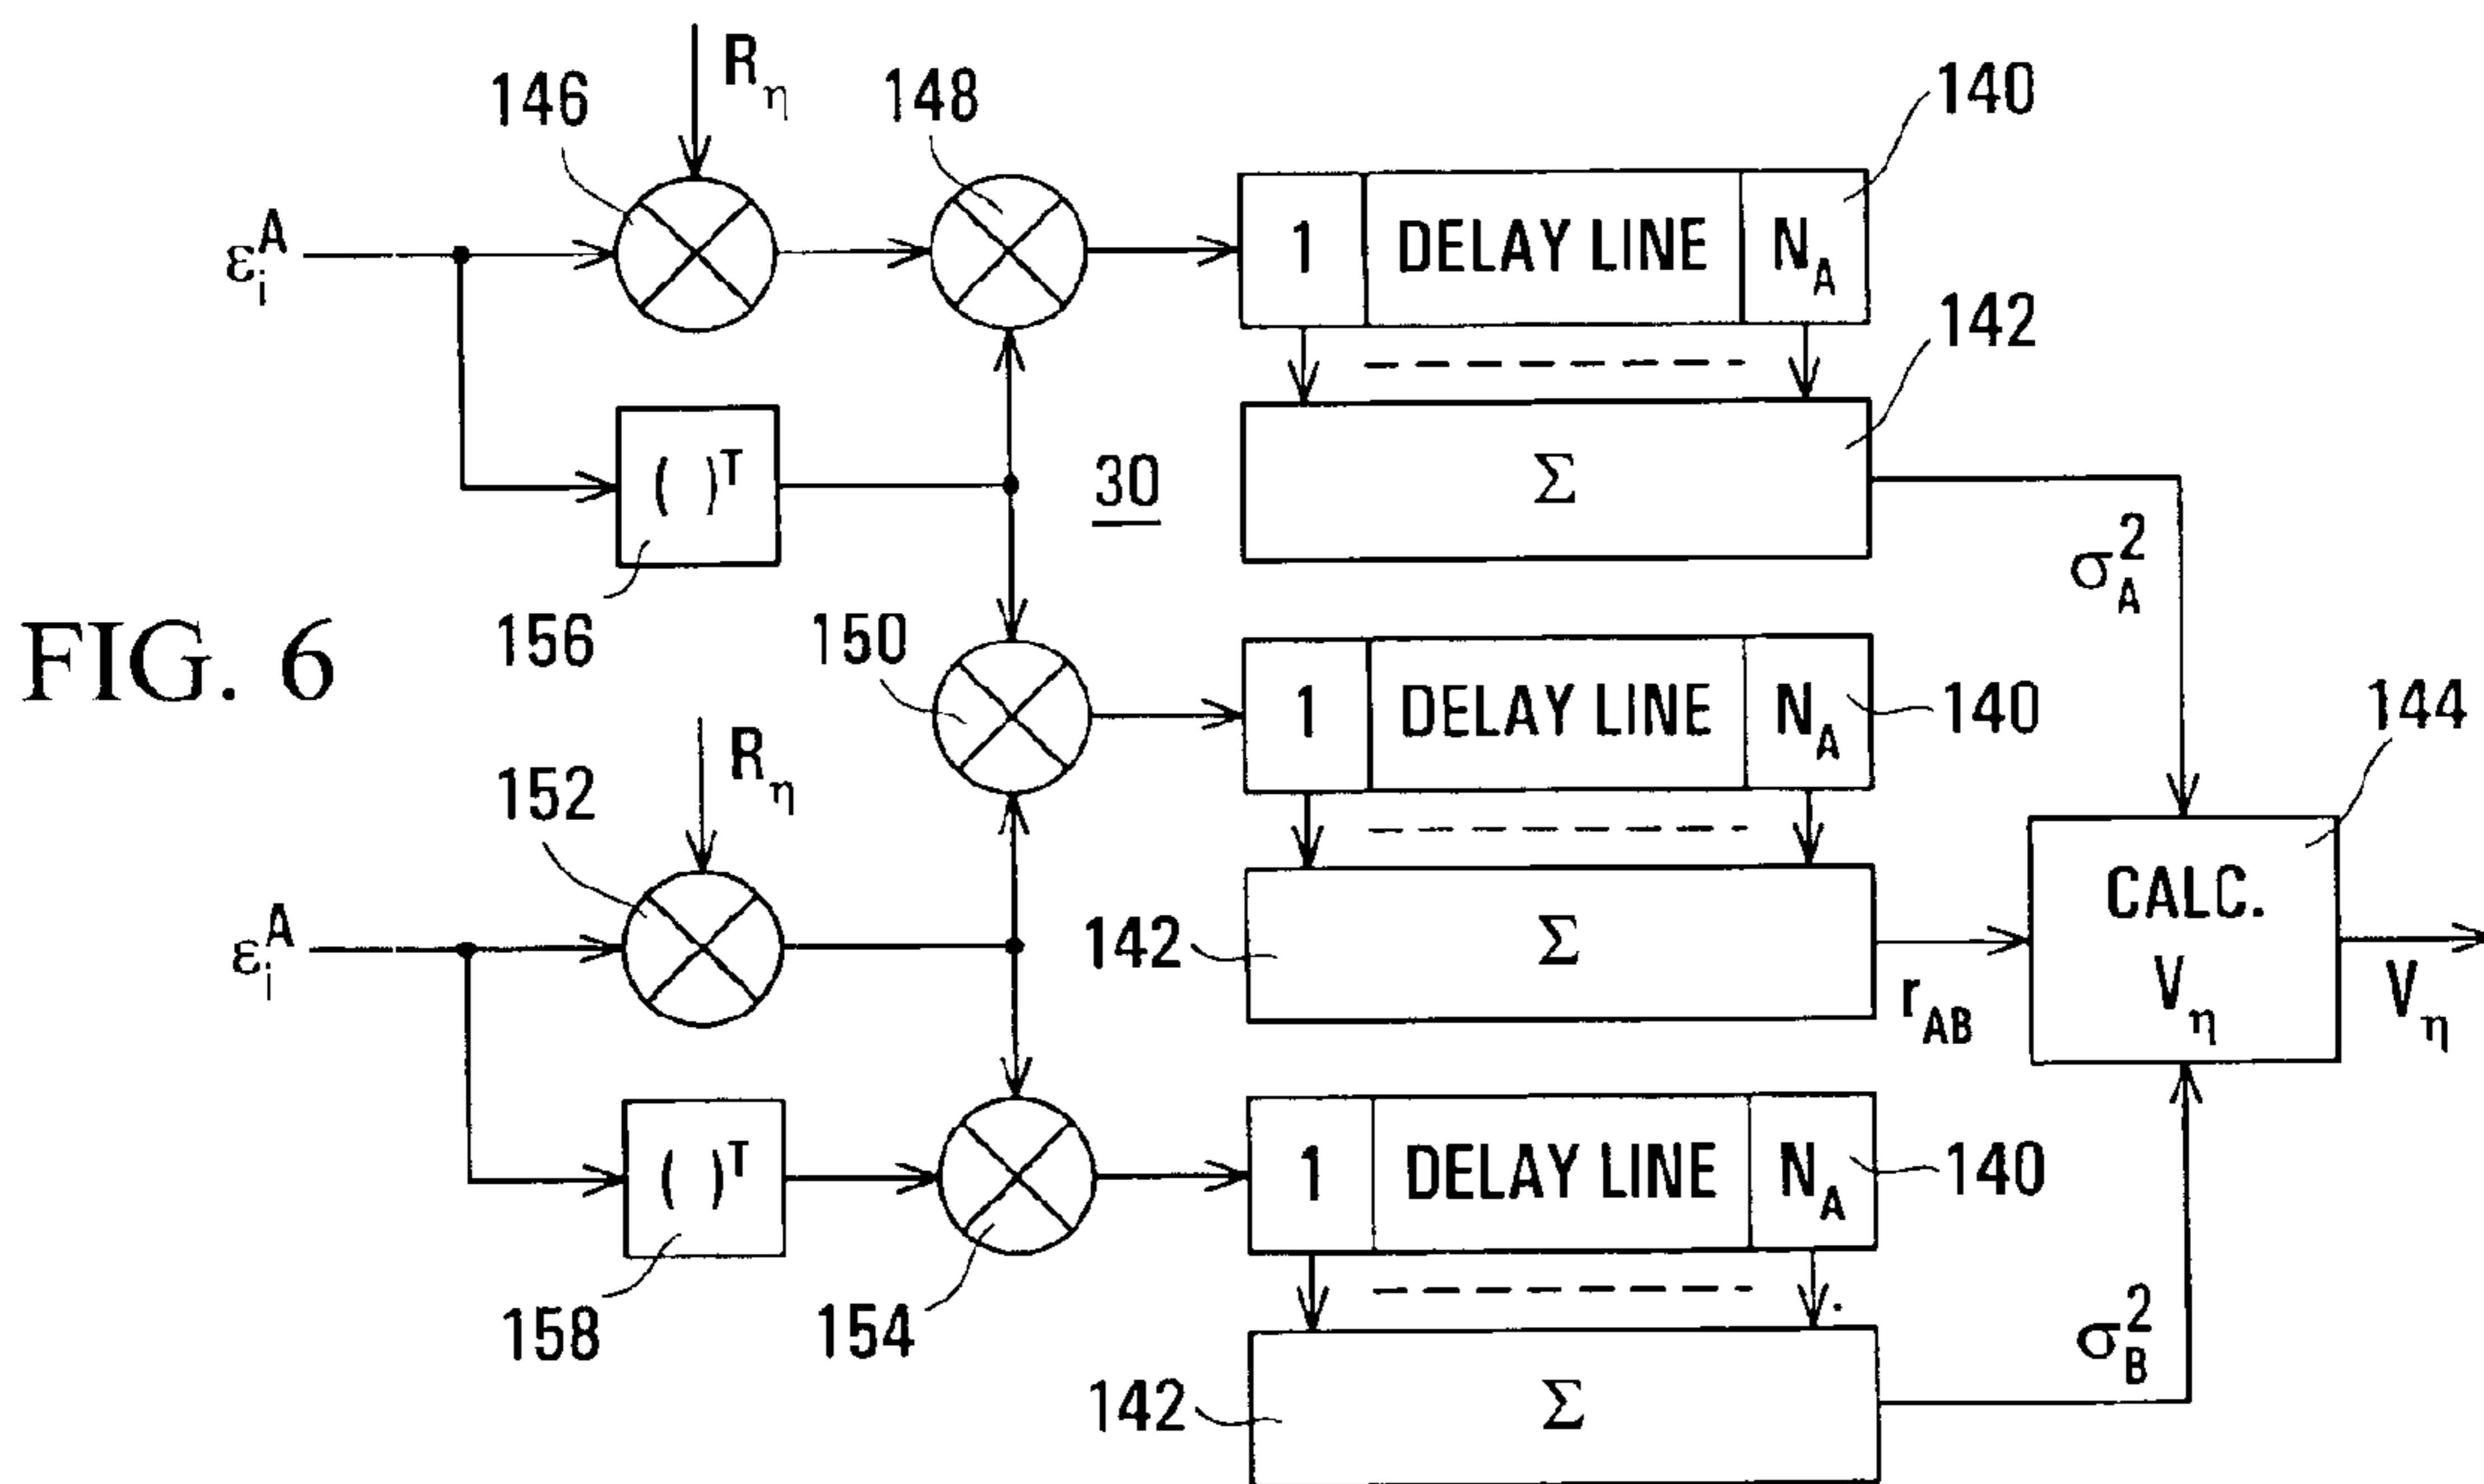 R_η
146
148
140
ε_i^A
1 DELAY LINE N_A
142
( )^T
30
Σ
σ_A^2
156
150
FIG. 6
1 DELAY LINE N_A
140
144
R_η
152
CALC.
V_η
ε_i^A
142
Σ
r_AB
V_η
( )^T
1 DELAY LINE N_A
140
158
154
σ_B^2
142
Σ